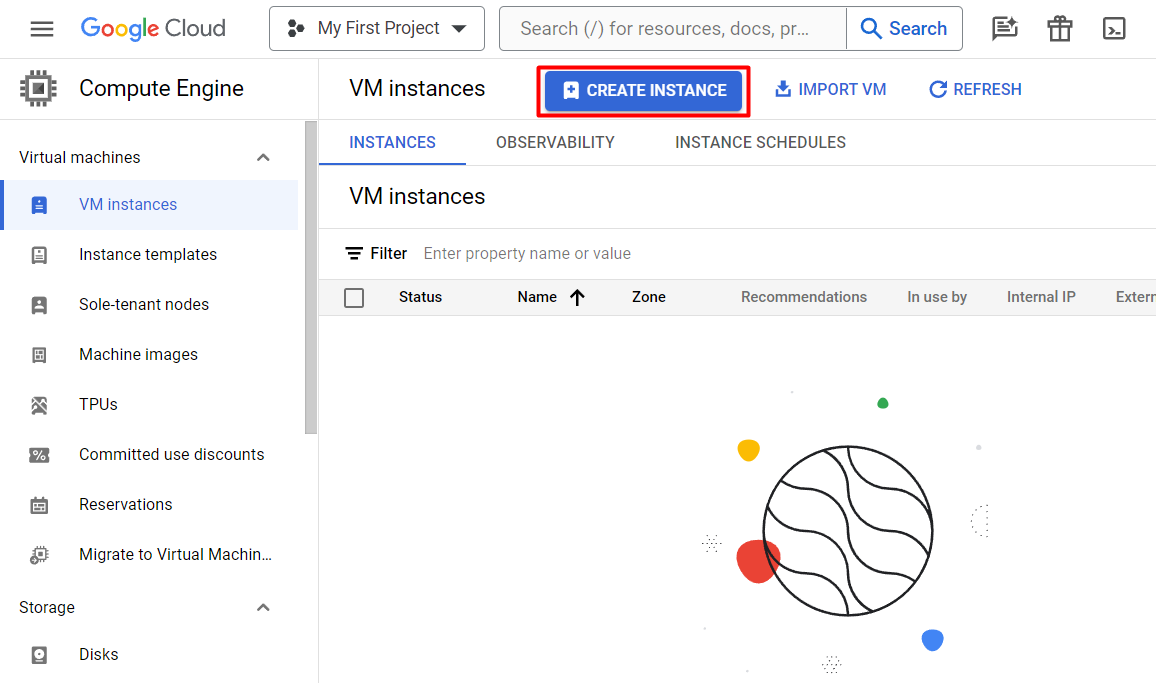 Google Cloud
My First Project
Search (/) for resources, docs, pr...
Search
Compute Engine
VM instances
CREATE INSTANCE
IMPORT VM
REFRESH
Virtual machines
VM instances
Instance templates
Sole-tenant nodes
Machine images
TPUs
Committed use discounts
Reservations
Migrate to Virtual Machin...
Storage
Disks
INSTANCES OBSERVABILITY INSTANCE SCHEDULES
VM instances
Filter Enter property name or value
Status Name Zone Recommendations In use by Internal IP Extern